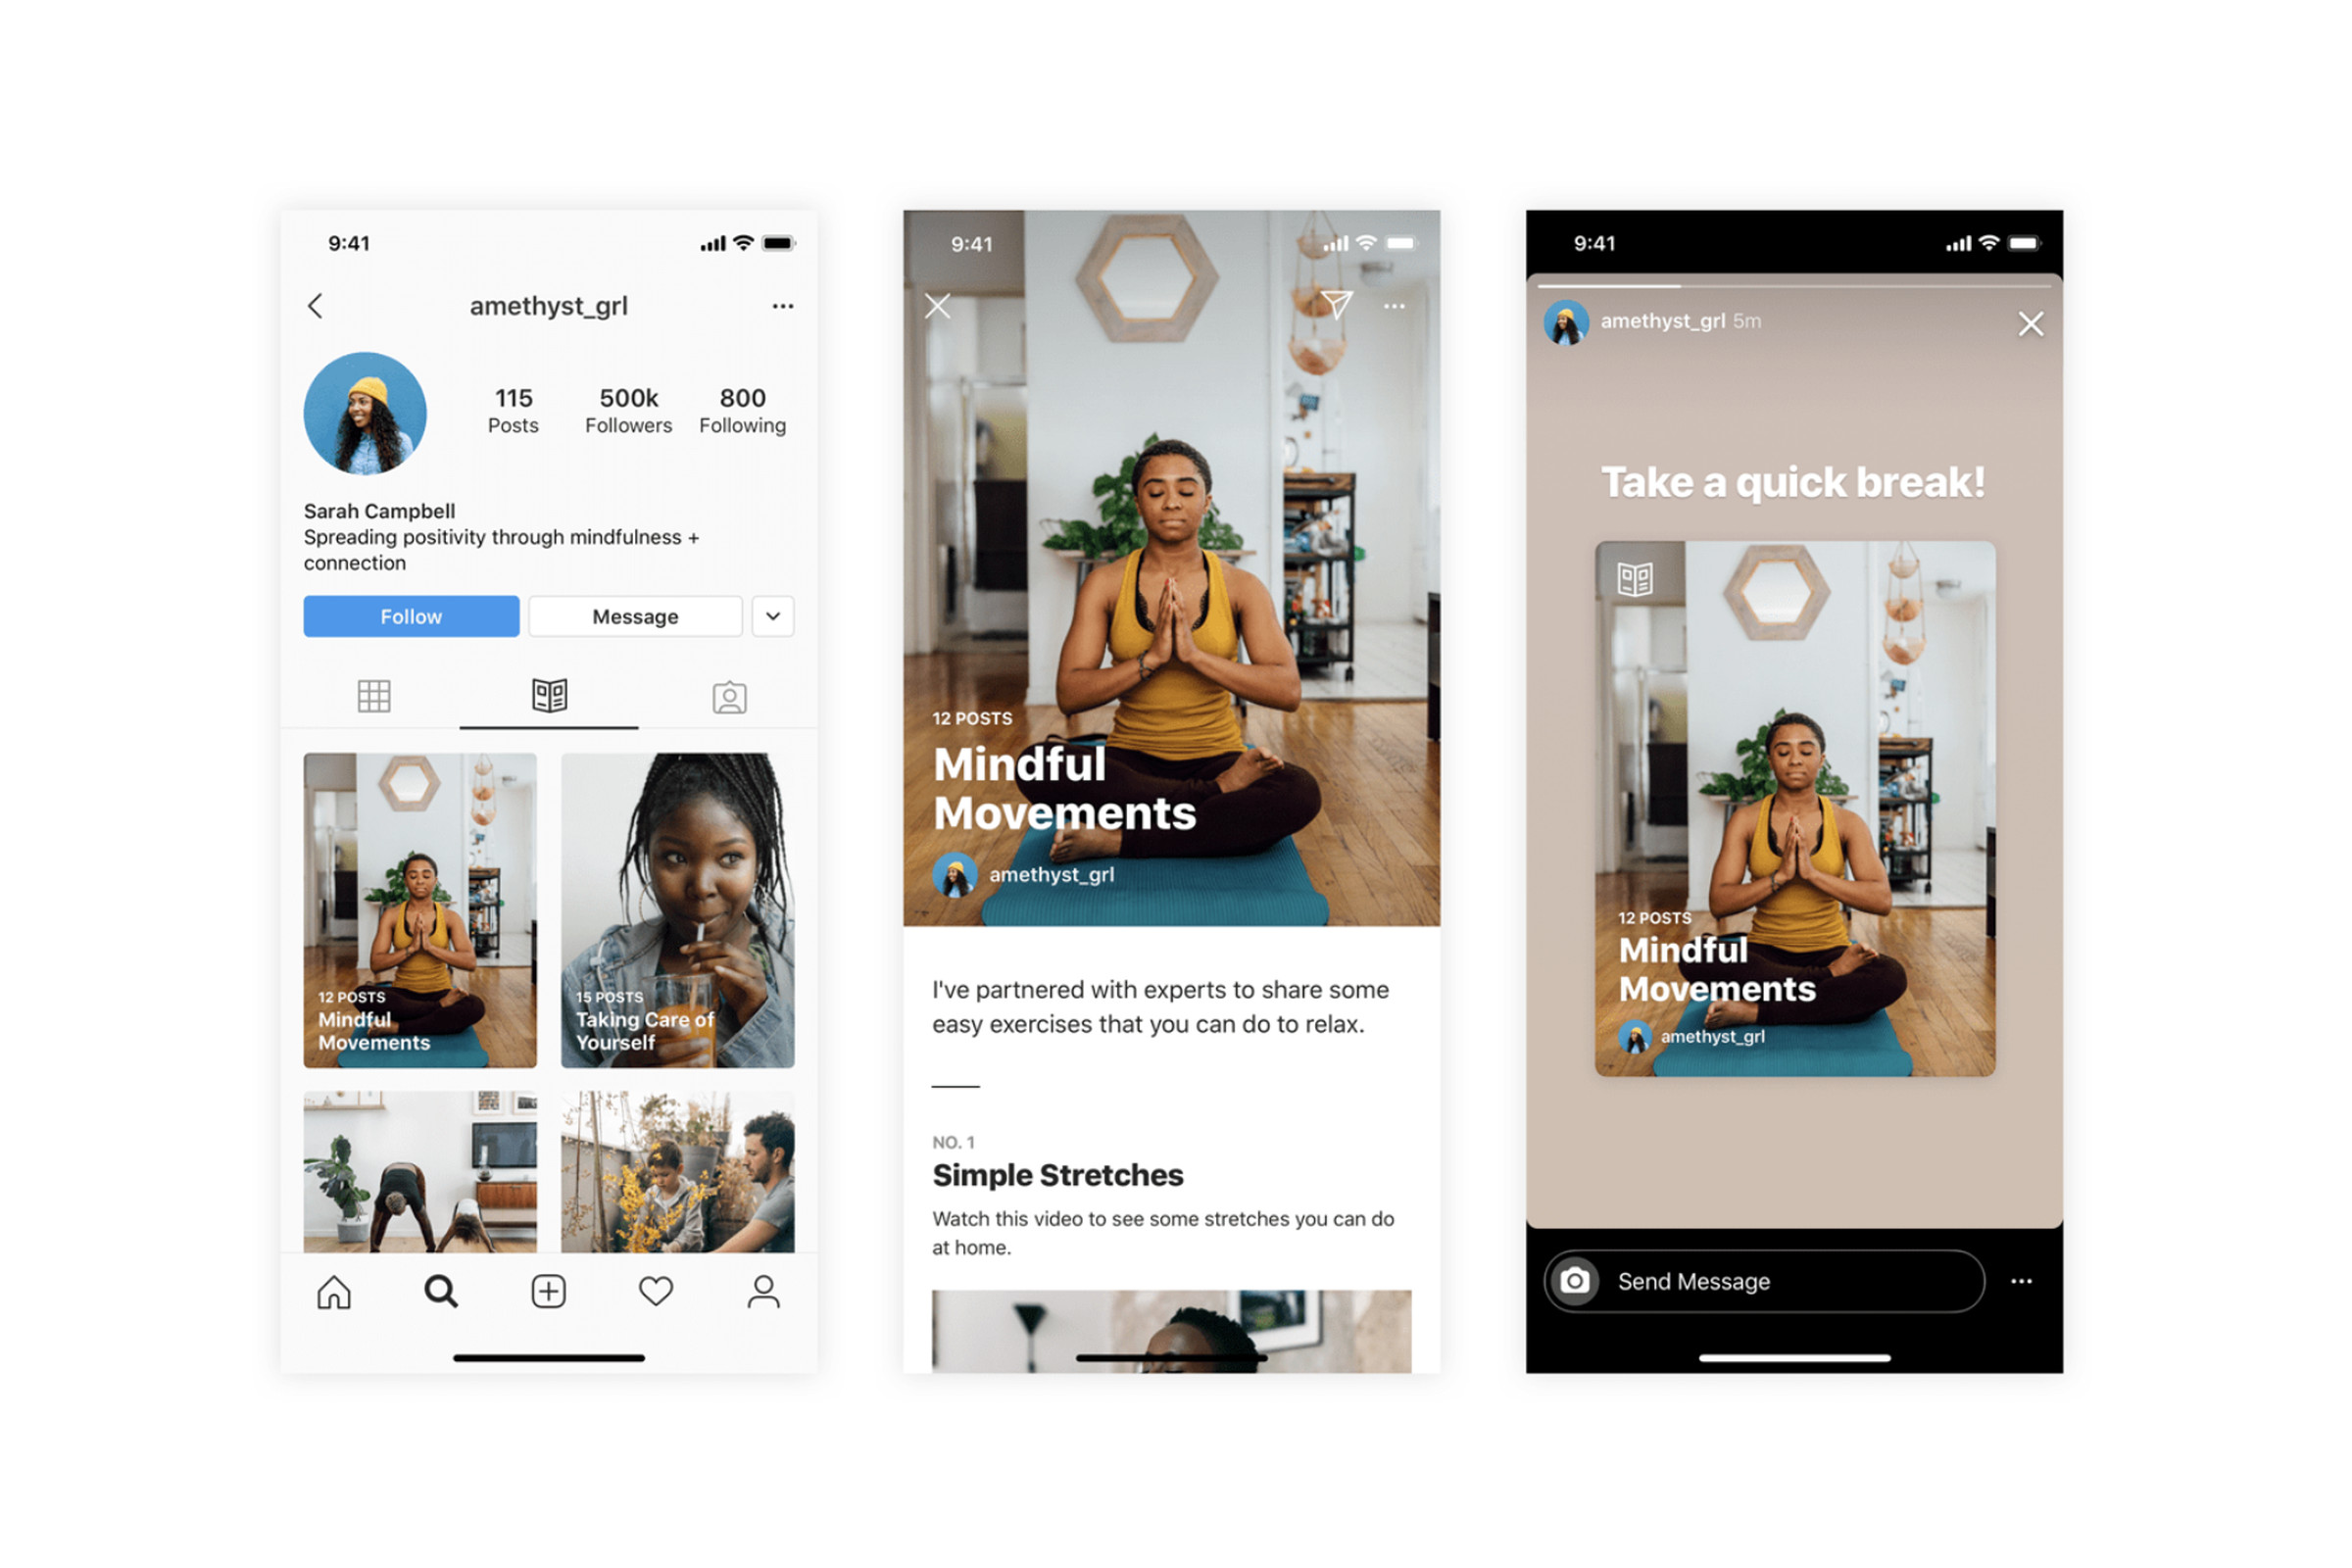 9:41
amethyst_grl
115
Posts
500k
Followers
800
Following
Sarah Campbell
Spreading positivity through mindfulness +
connection
Follow
Message
12 POSTS
Mindful
Movements
15 POSTS
Taking Care of
Yourself
9:41
12 POSTS
Mindful
Movements
amethyst_grl
I've partnered with experts to share some
easy exercises that you can do to relax.
NO. 1
Simple Stretches
Watch this video to see some stretches you can do
at home.
9:41
amethyst_grl 5m
Take a quick break!
12 POSTS
Mindful
Movements
amethyst_grl
Send Message